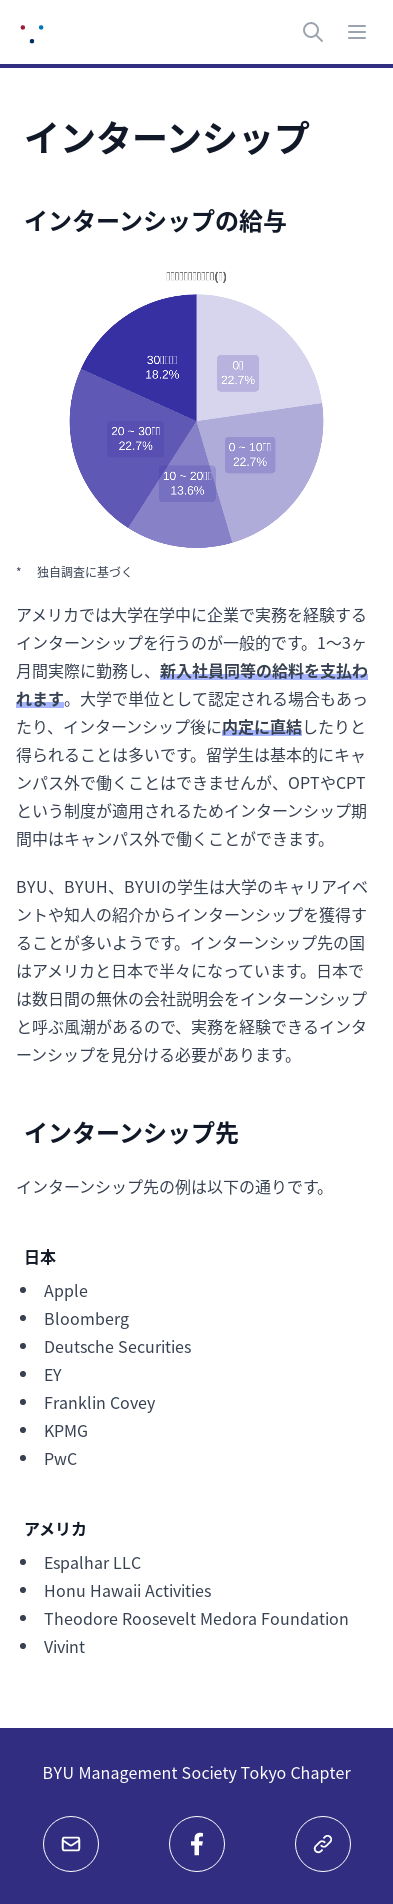 インターンシップ
インターンシップの給与
0
22.7%
0 ~ 10
22.7%
10 ~ 20
13.6%
20 ~ 30
22.7%
30
18.2%
* 独自調査に基づく
アメリカでは大学在学中に企業で実務を経験する
インターンシップを行うのが一般的です。1〜3ヶ
月間実際に勤務し、新入社員同等の給料を支払わ
れます。大学で単位として認定される場合もあっ
たり、インターンシップ後に内定に直結したりと
得られることは多いです。留学生は基本的にキャ
ンパス外で働くことはできませんが、OPTやCPT
という制度が適用されるためインターンシップ期
間中はキャンパス外で働くことができます。
BYU、BYUH、BYUIの学生は大学のキャリアイベ
ントや知人の紹介からインターンシップを獲得す
ることが多いようです。インターンシップ先の国
はアメリカと日本で半々になっています。日本で
は数日間の無休の会社説明会をインターンシップ
と呼ぶ風潮があるので、実務を経験できるインタ
ーンシップを見分ける必要があります。
インターンシップ先
インターンシップ先の例は以下の通りです。
日本
• Apple
• Bloomberg
• Deutsche Securities
• EY
• Franklin Covey
• KPMG
• PwC
アメリカ
• Espalhar LLC
• Honu Hawaii Activities
• Theodore Roosevelt Medora Foundation
• Vivint
BYU Management Society Tokyo Chapter